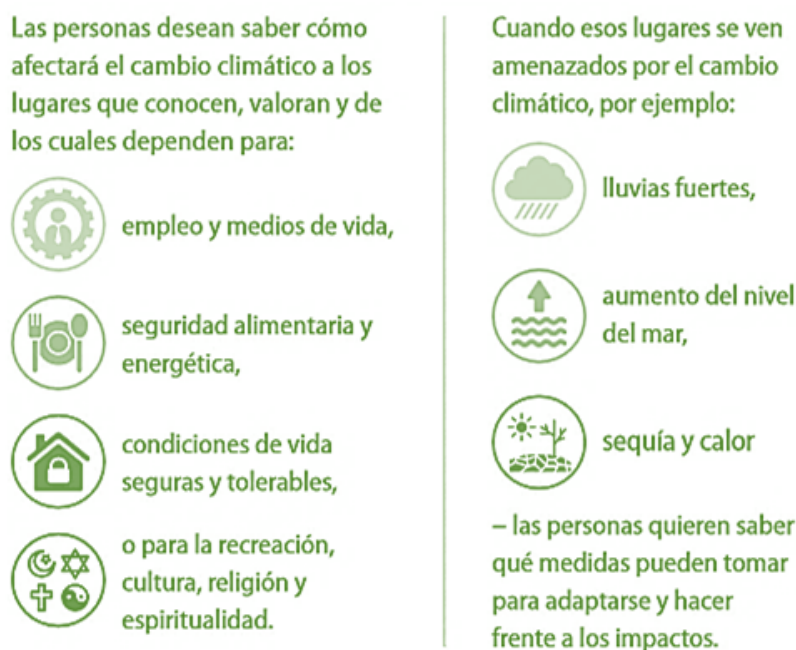 Las personas desean saber cómo
afectará el cambio climático a los
lugares que conocen, valoran y de
los cuales dependen para:
empleo y medios de vida,
seguridad alimentaria y
energética,
condiciones de vida
seguras y tolerables,
o para la recreación,
cultura, religión y
espiritualidad.
Cuando esos lugares se ven
amenazados por el cambio
climático, por ejemplo:
lluvias fuertes,
aumento del nivel
del mar,
sequía y calor
– las personas quieren saber
qué medidas pueden tomar
para adaptarse y hacer
frente a los impactos.